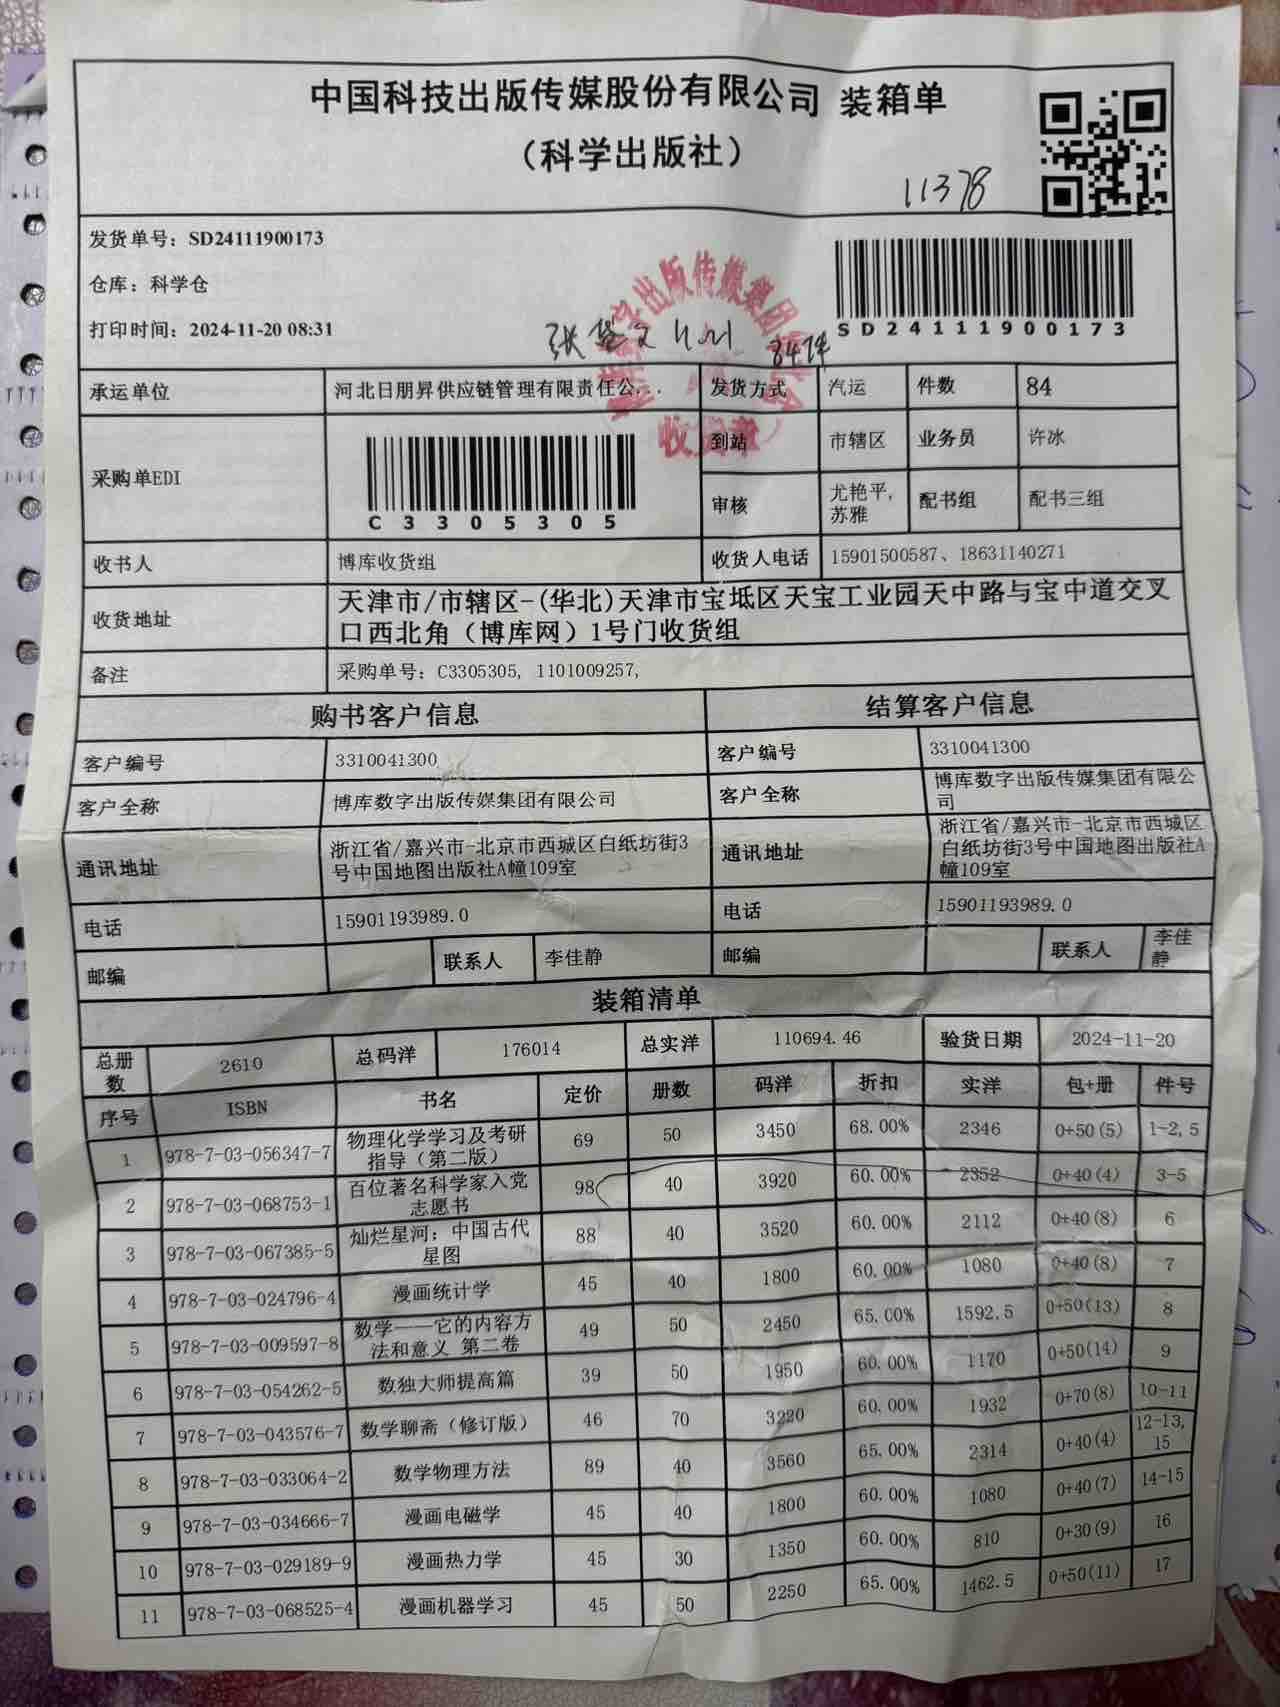 中国科技出版传媒股份有限公司 装箱单
（科学出版社）
11378
发货单号：SD24111900173
仓库：科学仓
打印时间：2024-11-20 08:31
SD24111900173
84件
收货章
承运单位 河北日朋昇供应链管理有限责任公... 发货方式 汽运 件数 84
采购单EDI C3305305 到站 市辖区 业务员 许冰
审核 尤艳平, 苏雅 配书组 配书三组
收书人 博库收货组 收货人电话 15901500587、18631140271
收货地址 天津市/市辖区-(华北)天津市宝坻区天宝工业园天中路与宝中道交叉
口西北角（博库网）1号门收货组
备注 采购单号：C3305305, 1101009257,
购书客户信息 结算客户信息
客户编号 3310041300 客户编号 3310041300
客户全称 博库数字出版传媒集团有限公司 客户全称 博库数字出版传媒集团有限公司
通讯地址 浙江省/嘉兴市-北京市西城区白纸坊街3号中国地图出版社A幢109室 通讯地址 浙江省/嘉兴市-北京市西城区白纸坊街3号中国地图出版社A幢109室
电话 15901193989.0 电话 15901193989.0
邮编 联系人 李佳静 邮编 联系人 李佳静
装箱清单
总册数 2610 总码洋 176014 总实洋 110694.46 验货日期 2024-11-20
序号 ISBN 书名 定价 册数 码洋 折扣 实洋 包+册 件号
1 978-7-03-056347-7 物理化学学习及考研指导（第二版） 69 50 3450 68.00% 2346 0+50(5) 1-2,5
2 978-7-03-068753-1 百位著名科学家入党志愿书 98 40 3920 60.00% 2352 0+40(4) 3-5
3 978-7-03-067385-5 灿烂星河：中国古代星图 88 40 3520 60.00% 2112 0+40(8) 6
4 978-7-03-024796-4 漫画统计学 45 40 1800 60.00% 1080 0+40(8) 7
5 978-7-03-009597-8 数学——它的内容方法和意义 第二卷 49 50 2450 65.00% 1592.5 0+50(13) 8
6 978-7-03-054262-5 数独大师提高篇 39 50 1950 60.00% 1170 0+50(14) 9
7 978-7-03-043576-7 数学聊斋（修订版） 46 70 3220 60.00% 1932 0+70(8) 10-11
8 978-7-03-033064-2 数学物理方法 89 40 3560 65.00% 2314 0+40(4) 12-13,15
9 978-7-03-034666-7 漫画电磁学 45 40 1800 60.00% 1080 0+40(7) 14-15
10 978-7-03-029189-9 漫画热力学 45 30 1350 60.00% 810 0+30(9) 16
11 978-7-03-068525-4 漫画机器学习 45 50 2250 65.00% 1462.5 0+50(11) 17